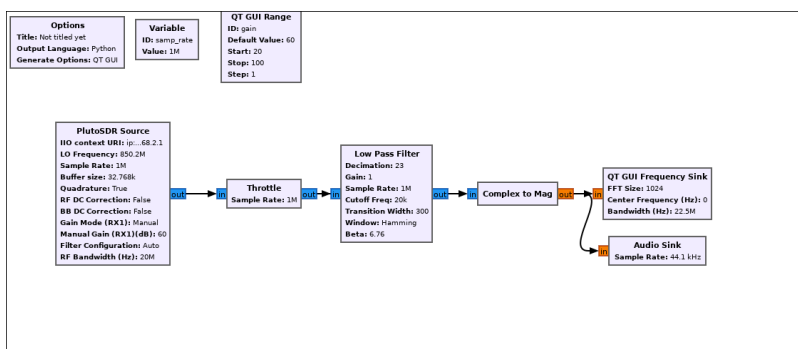 Options
Title: Not titled yet
Output Language: Python
Generate Options: QT GUI
Variable
ID: samp_rate
Value: 1M
QT GUI Range
ID: gain
Default Value: 60
Start: 20
Stop: 100
Step: 1
PlutoSDR Source
IIO context URI: ip:...68.2.1
LO Frequency: 850.2M
Sample Rate: 1M
Buffer size: 32.768k
Quadrature: True
RF DC Correction: False
BB DC Correction: False
Gain Mode (RX1): Manual
Manual Gain (RX1)(dB): 60
Filter Configuration: Auto
RF Bandwidth (Hz): 20M
out
in
Throttle
Sample Rate: 1M
out
in
Low Pass Filter
Decimation: 23
Gain: 1
Sample Rate: 1M
Cutoff Freq: 20k
Transition Width: 300
Window: Hamming
Beta: 6.76
out
in
Complex to Mag
out
in
QT GUI Frequency Sink
FFT Size: 1024
Center Frequency (Hz): 0
Bandwidth (Hz): 22.5M
in
Audio Sink
Sample Rate: 44.1 kHz